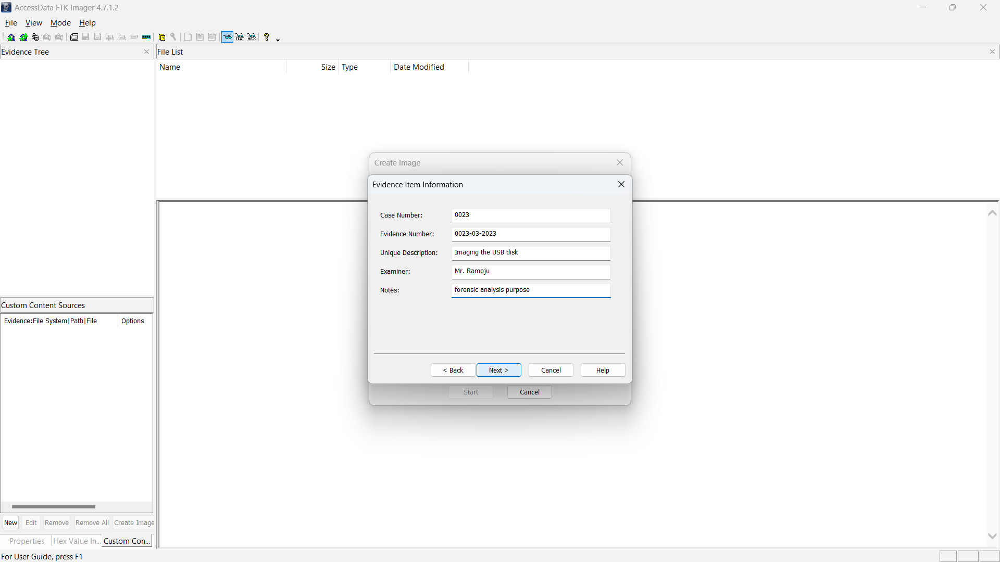 AccessData FTK Imager 4.7.1.2
File View Mode Help
TEXT HEX
Evidence Tree
File List
Name Size Type Date Modified
Create Image
Evidence Item Information
Case Number: 0023
Evidence Number: 0023-03-2023
Unique Description: Imaging the USB disk
Examiner: Mr. Ramoju
Notes: forensic analysis purpose
< Back Next > Cancel Help
Start Cancel
Custom Content Sources
Evidence:File System|Path|File Options
New Edit Remove Remove All Create Image
Properties Hex Value In... Custom Con...
For User Guide, press F1